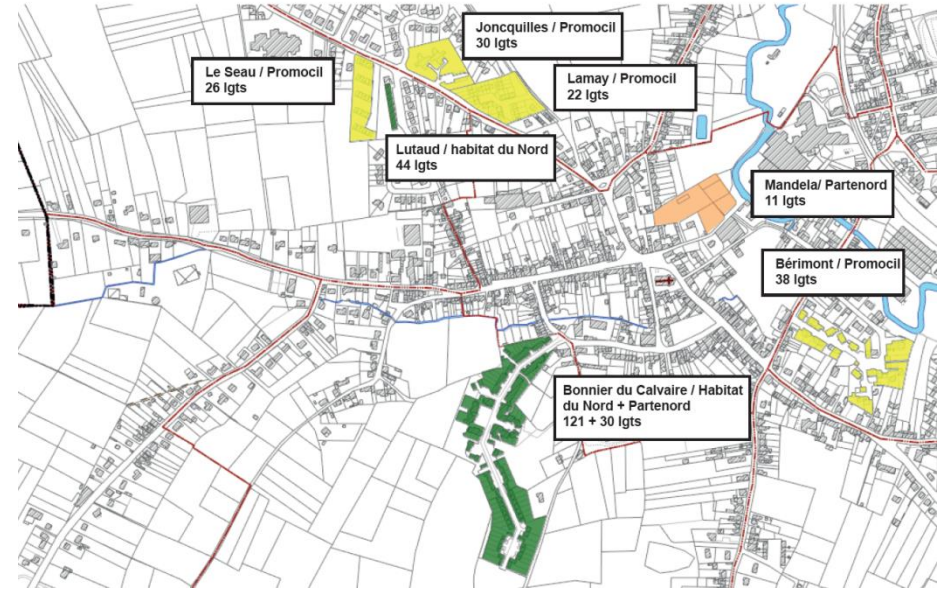 Joncquilles / Promocil
30 lgts
Le Seau / Promocil
26 lgts
Lamay / Promocil
22 lgts
Lutaud / habitat du Nord
44 lgts
Mandela/ Partenord
11 lgts
Bérimont / Promocil
38 lgts
Bonnier du Calvaire / Habitat
du Nord + Partenord
121 + 30 lgts